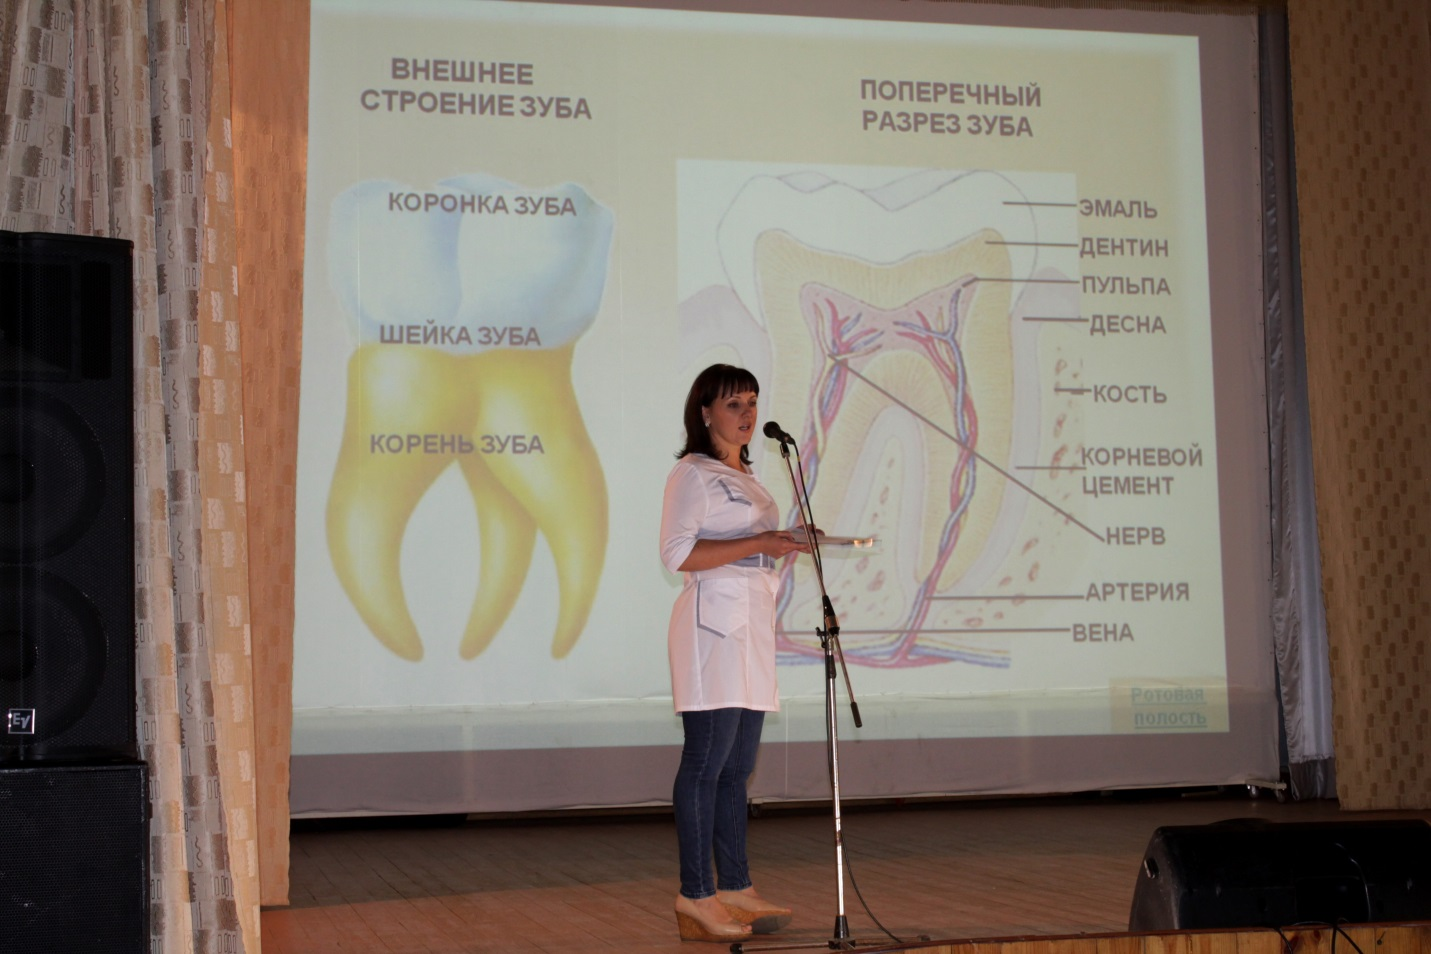 ВНЕШНЕЕ
СТРОЕНИЕ ЗУБА
КОРОНКА ЗУБА
ШЕЙКА ЗУБА
КОРЕНЬ ЗУБА
ПОПЕРЕЧНЫЙ
РАЗРЕЗ ЗУБА
ЭМАЛЬ
ДЕНТИН
ПУЛЬПА
ДЕСНА
КОСТЬ
КОРНЕВОЙ
ЦЕМЕНТ
НЕРВ
АРТЕРИЯ
ВЕНА
Ротовая
полость
EV